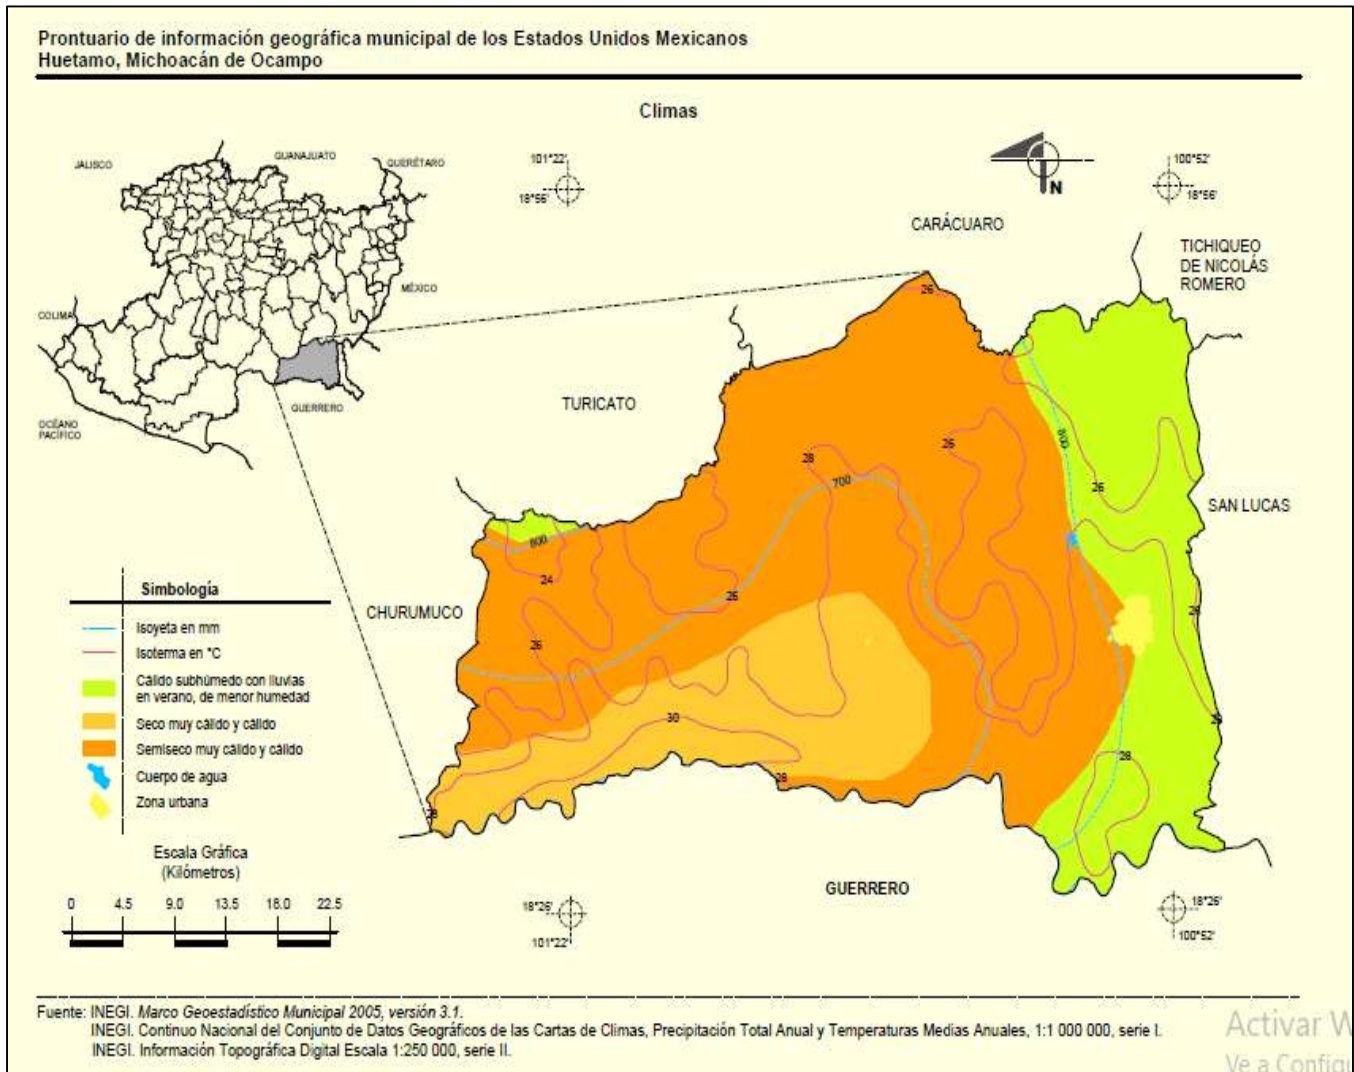 Prontuario de información geográfica municipal de los Estados Unidos Mexicanos
Huetamo, Michoacán de Ocampo
Climas
JALISCO
GUANAJUATO
QUERÉTARO
MÉXICO
COLIMA
GUERRERO
OCÉANO
PACÍFICO
101°22'
18°56'
N
100°52'
18°56'
CARÁCUARO
TICHIQUEO
DE NICOLÁS
ROMERO
TURICATO
SAN LUCAS
CHURUMUCO
GUERRERO
26
800
26
28
700
26
800
24
26
26
26
30
28
28
28
26
Simbología
Isoyeta en mm
Isoterma en °C
Cálido subhúmedo con lluvias
en verano, de menor humedad
Seco muy cálido y cálido
Semiseco muy cálido y cálido
Cuerpo de agua
Zona urbana
Escala Gráfica
(Kilómetros)
0 4.5 9.0 13.5 18.0 22.5
18°26'
101°22'
18°26'
100°52'
Fuente: INEGI. Marco Geoestadístico Municipal 2005, versión 3.1.
INEGI. Continuo Nacional del Conjunto de Datos Geográficos de las Cartas de Climas, Precipitación Total Anual y Temperaturas Medias Anuales, 1:1 000 000, serie I.
INEGI. Información Topográfica Digital Escala 1:250 000, serie II.
Activar W
Ve a Config